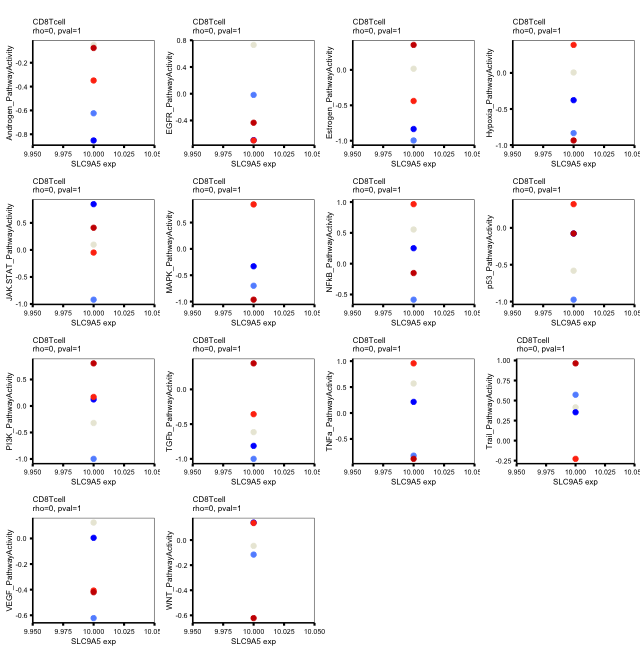 CD8Tcell
rho=0, pval=1
Androgen_PathwayActivity
-0.2
-0.4
-0.6
-0.8
9.950 9.975 10.000 10.025 10.05
SLC9A5 exp
CD8Tcell
rho=0, pval=1
EGFR_PathwayActivity
0.8
0.4
0.0
-0.4
9.950 9.975 10.000 10.025 10.05
SLC9A5 exp
CD8Tcell
rho=0, pval=1
Estrogen_PathwayActivity
0.0
-0.5
-1.0
9.950 9.975 10.000 10.025 10.05
SLC9A5 exp
CD8Tcell
rho=0, pval=1
Hypoxia_PathwayActivity
0.0
-0.5
-1.0
9.950 9.975 10.000 10.025 10.05
SLC9A5 exp
CD8Tcell
rho=0, pval=1
JAK.STAT_PathwayActivity
0.5
0.0
-0.5
-1.0
9.950 9.975 10.000 10.025 10.05
SLC9A5 exp
CD8Tcell
rho=0, pval=1
MAPK_PathwayActivity
0.5
0.0
-0.5
-1.0
9.950 9.975 10.000 10.025 10.05
SLC9A5 exp
CD8Tcell
rho=0, pval=1
NFkB_PathwayActivity
1.0
0.5
0.0
-0.5
9.950 9.975 10.000 10.025 10.05
SLC9A5 exp
CD8Tcell
rho=0, pval=1
p53_PathwayActivity
0.0
-0.5
-1.0
9.950 9.975 10.000 10.025 10.05
SLC9A5 exp
CD8Tcell
rho=0, pval=1
PI3K_PathwayActivity
0.5
0.0
-0.5
-1.0
9.950 9.975 10.000 10.025 10.05
SLC9A5 exp
CD8Tcell
rho=0, pval=1
TGFb_PathwayActivity
0.0
-0.5
-1.0
9.950 9.975 10.000 10.025 10.05
SLC9A5 exp
CD8Tcell
rho=0, pval=1
TNFa_PathwayActivity
1.0
0.5
0.0
-0.5
9.950 9.975 10.000 10.025 10.05
SLC9A5 exp
CD8Tcell
rho=0, pval=1
Trail_PathwayActivity
1.00
0.75
0.50
0.25
0.00
-0.25
9.950 9.975 10.000 10.025 10.05
SLC9A5 exp
CD8Tcell
rho=0, pval=1
VEGF_PathwayActivity
0.0
-0.2
-0.4
-0.6
9.950 9.975 10.000 10.025 10.05
SLC9A5 exp
CD8Tcell
rho=0, pval=1
WNT_PathwayActivity
0.0
-0.2
-0.4
-0.6
9.950 9.975 10.000 10.025 10.050
SLC9A5 exp